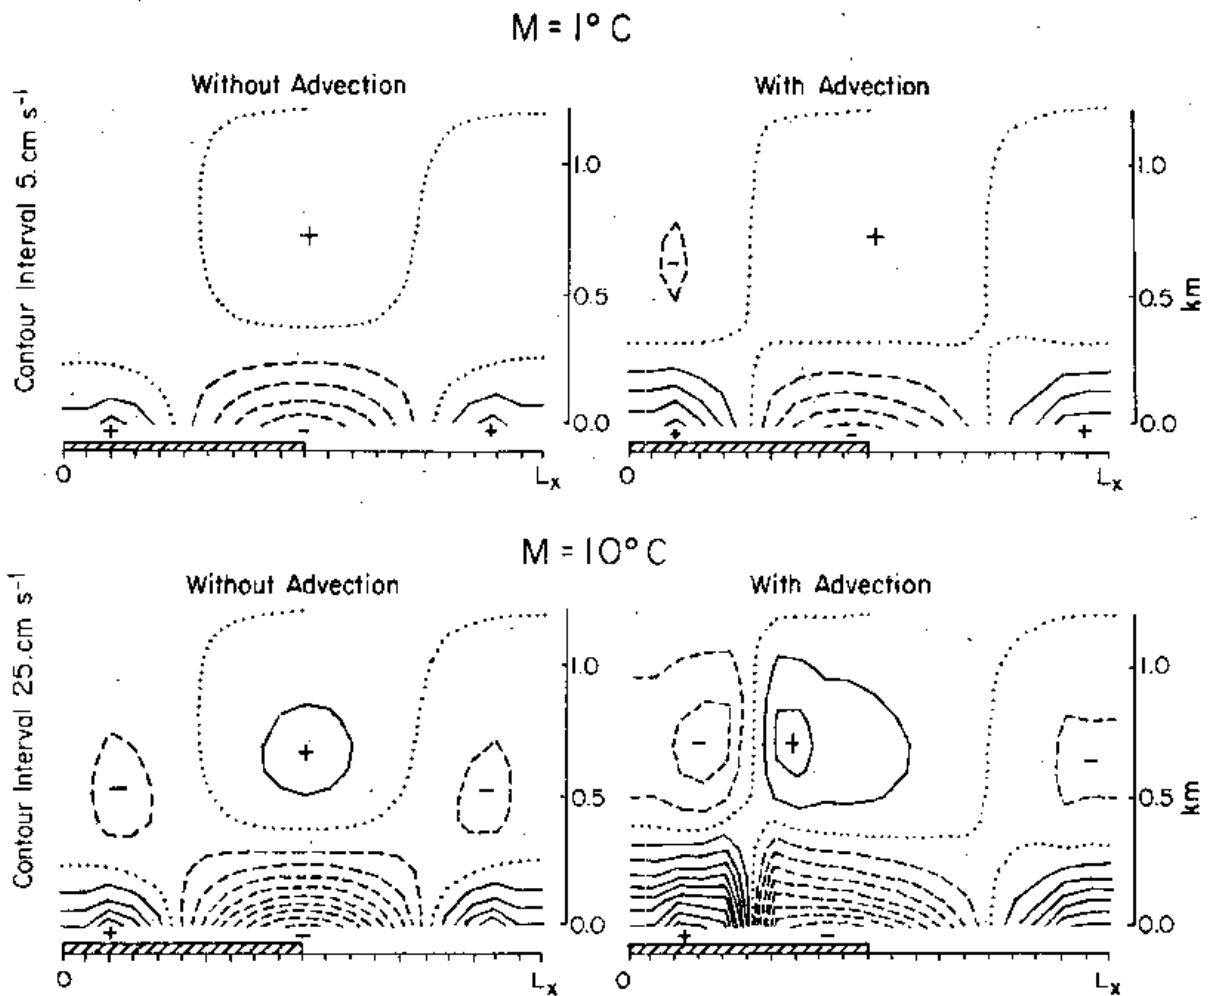 M = 1° C
Without Advection
With Advection
Contour Interval 5. cm s⁻¹
1.0
0.5
0.0
1.0
0.5
0.0
km
+
+
-
+
-
+
+
-
+
0
Lx
0
Lx
M = 10° C
Without Advection
With Advection
Contour Interval 25. cm s⁻¹
1.0
0.5
0.0
1.0
0.5
0.0
km
-
+
-
-
+
-
+
-
+
-
0
Lx
0
Lx